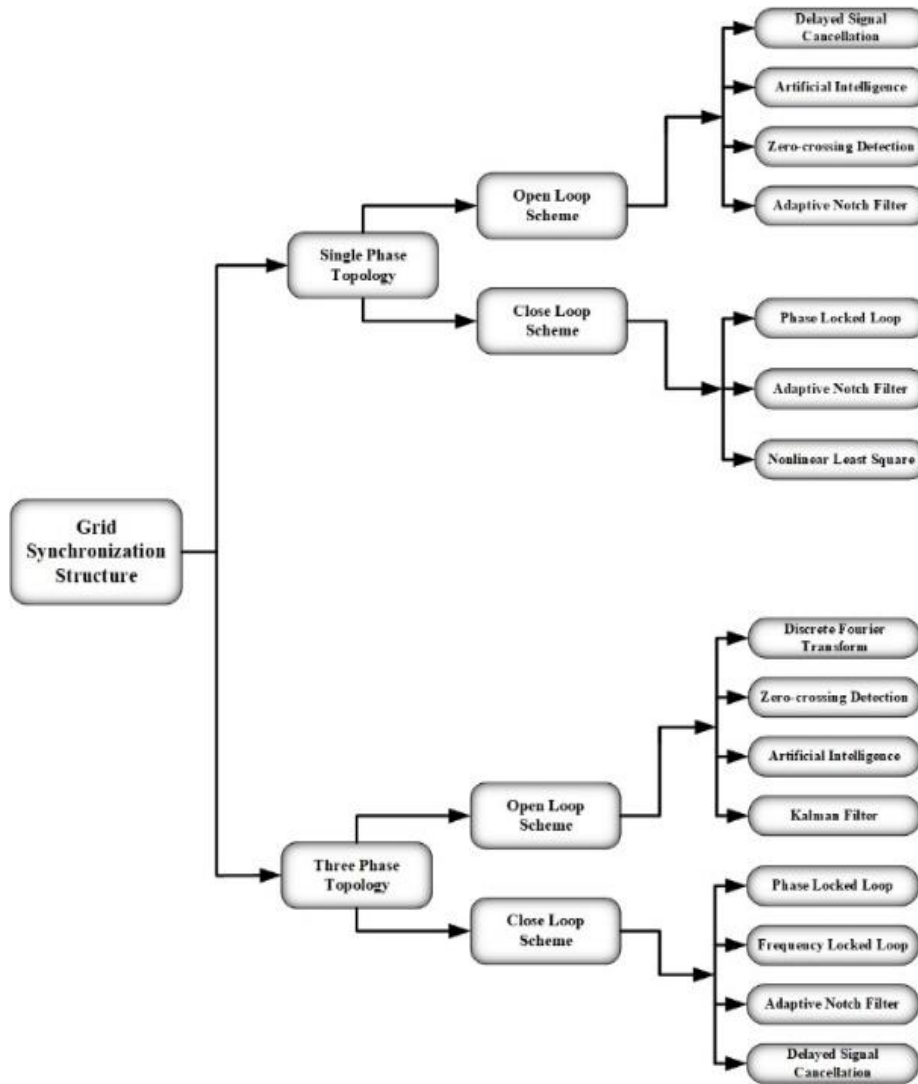 Delayed Signal
Cancellation
Artificial Intelligence
Zero-crossing Detection
Adaptive Notch Filter
Open Loop
Scheme
Single Phase
Topology
Close Loop
Scheme
Phase Locked Loop
Adaptive Notch Filter
Nonlinear Least Square
Grid
Synchronization
Structure
Discrete Fourier
Transform
Zero-crossing Detection
Artificial Intelligence
Kalman Filter
Open Loop
Scheme
Three Phase
Topology
Close Loop
Scheme
Phase Locked Loop
Frequency Locked Loop
Adaptive Notch Filter
Delayed Signal
Cancellation